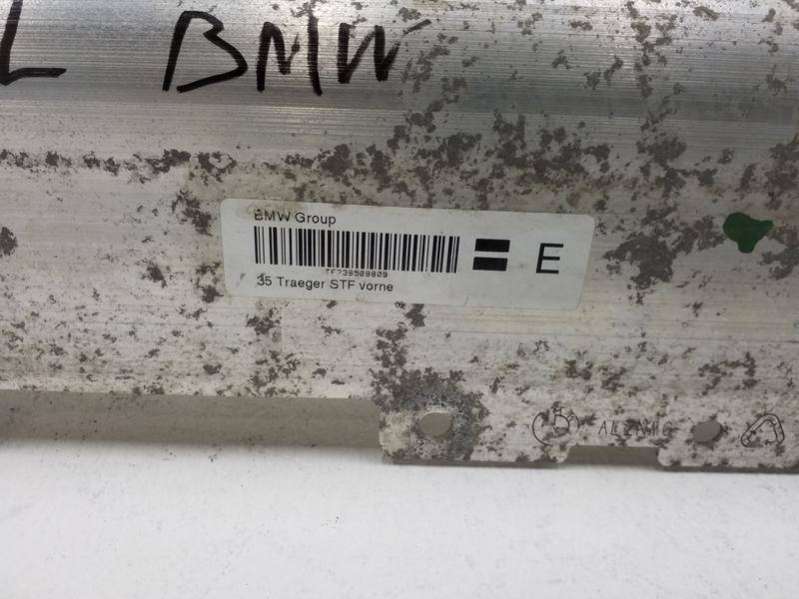 L BMW
BMW Group
E
35 Traeger STF vorne